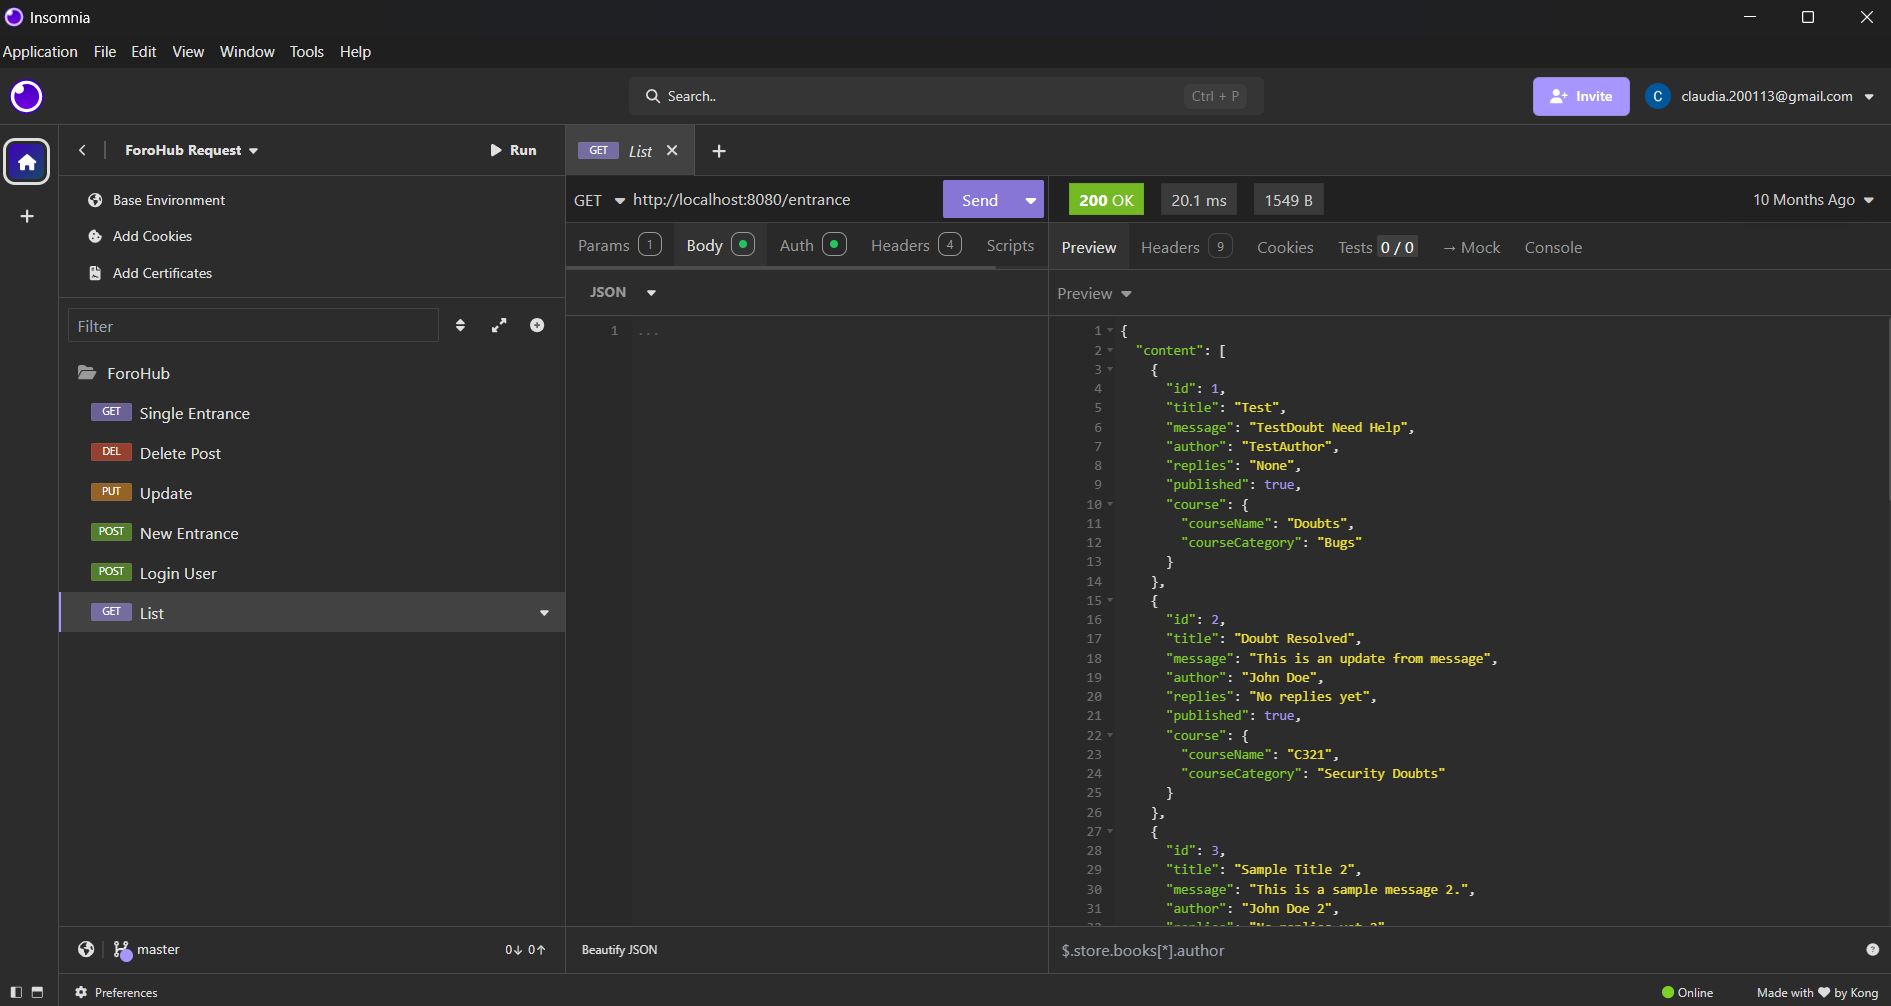 Insomnia
Application File Edit View Window Tools Help
Search.. Ctrl + P
Invite C claudia.200113@gmail.com
ForoHub Request Run
Base Environment
Add Cookies
Add Certificates
Filter
ForoHub
GET Single Entrance
DEL Delete Post
PUT Update
POST New Entrance
POST Login User
GET List
master 0↓ 0↑
Preferences
GET List
GET http://localhost:8080/entrance Send
Params 1 Body Auth Headers 4 Scripts
JSON
1 ...
Beautify JSON
200 OK 20.1 ms 1549 B 10 Months Ago
Preview Headers 9 Cookies Tests 0 / 0 → Mock Console
Preview
1 {
2 "content": [
3 {
4 "id": 1,
5 "title": "Test",
6 "message": "TestDoubt Need Help",
7 "author": "TestAuthor",
8 "replies": "None",
9 "published": true,
10 "course": {
11 "courseName": "Doubts",
12 "courseCategory": "Bugs"
13 }
14 },
15 {
16 "id": 2,
17 "title": "Doubt Resolved",
18 "message": "This is an update from message",
19 "author": "John Doe",
20 "replies": "No replies yet",
21 "published": true,
22 "course": {
23 "courseName": "C321",
24 "courseCategory": "Security Doubts"
25 }
26 },
27 {
28 "id": 3,
29 "title": "Sample Title 2",
30 "message": "This is a sample message 2.",
31 "author": "John Doe 2",
$.store.books[*].author
Online Made with ♥ by Kong